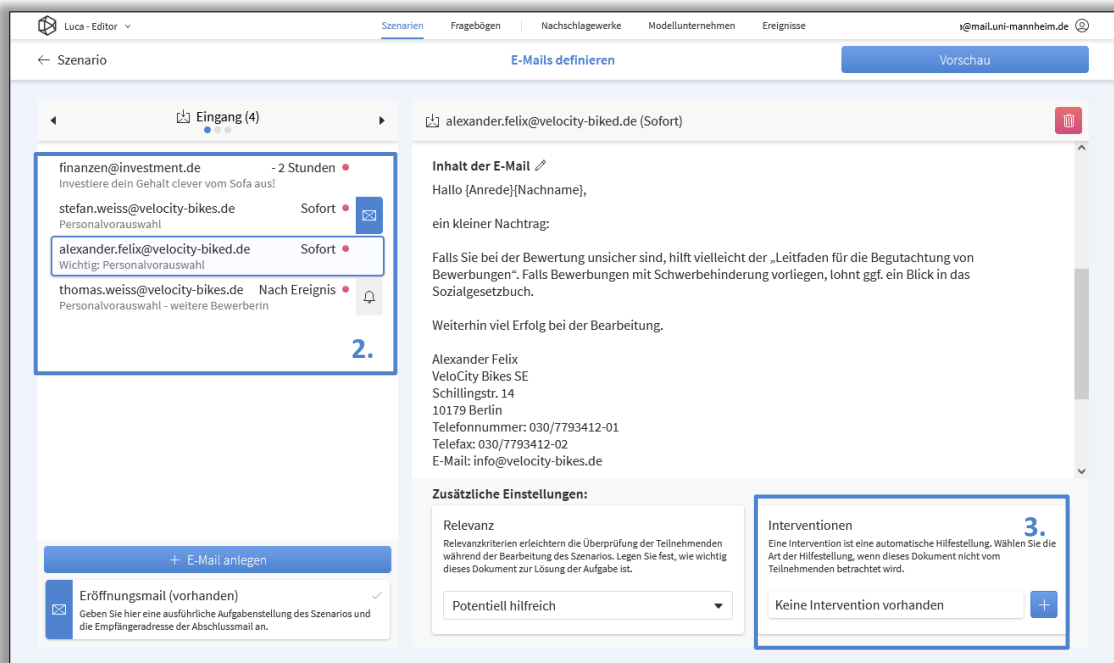 Luca - Editor
Szenarien
Fragebögen
Nachschlagewerke
Modellunternehmen
Ereignisse
@mail.uni-mannheim.de
← Szenario
E-Mails definieren
Vorschau
Eingang (4)
finanzen@investment.de - 2 Stunden
Investiere dein Gehalt clever vom Sofa aus!
stefan.weiss@velocity-bikes.de Sofort
Personalvorauswahl
alexander.felix@velocity-biked.de Sofort
Wichtig: Personalvorauswahl
thomas.weiss@velocity-bikes.de Nach Ereignis
Personalvorauswahl - weitere Bewerberin
2.
+ E-Mail anlegen
Eröffnungsmail (vorhanden)
Geben Sie hier eine ausführliche Aufgabenstellung des Szenarios und
die Empfängeradresse der Abschlussmail an.
alexander.felix@velocity-biked.de (Sofort)
Inhalt der E-Mail
Hallo {Anrede}{Nachname},
ein kleiner Nachtrag:
Falls Sie bei der Bewertung unsicher sind, hilft vielleicht der „Leitfaden für die Begutachtung von
Bewerbungen“. Falls Bewerbungen mit Schwerbehinderung vorliegen, lohnt ggf. ein Blick in das
Sozialgesetzbuch.
Weiterhin viel Erfolg bei der Bearbeitung.
Alexander Felix
VeloCity Bikes SE
Schillingstr. 14
10179 Berlin
Telefonnummer: 030/7793412-01
Telefax: 030/7793412-02
E-Mail: info@velocity-bikes.de
Zusätzliche Einstellungen:
Relevanz
Relevanzkriterien erleichtern die Überprüfung der Teilnehmenden
während der Bearbeitung des Szenarios. Legen Sie fest, wie wichtig
dieses Dokument zur Lösung der Aufgabe ist.
Potentiell hilfreich
Interventionen
3.
Eine Intervention ist eine automatische Hilfestellung. Wählen Sie die
Art der Hilfestellung, wenn dieses Dokument nicht vom
Teilnehmenden betrachtet wird.
Keine Intervention vorhanden
+